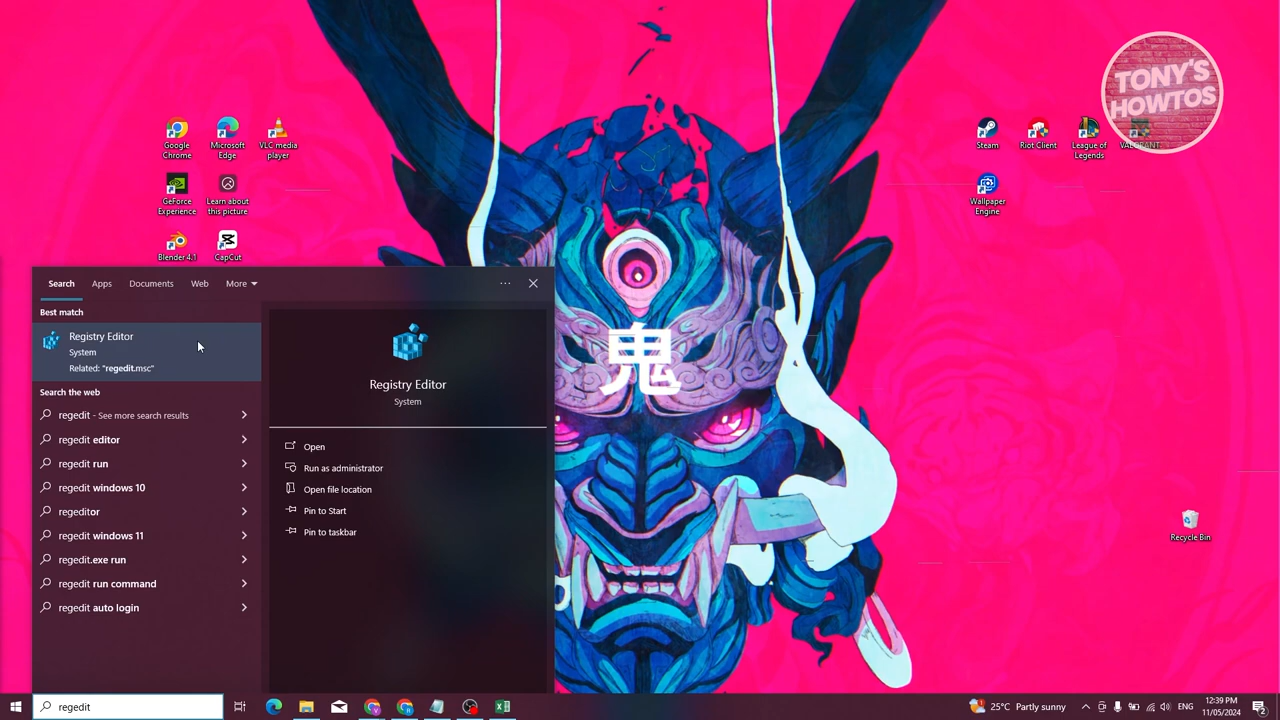 TONY'S
HOWTOS
Google
Chrome
Microsoft
Edge
VLC media
player
Steam
Riot Client
League of
Legends
VALORANT
GeForce
Experience
Learn about
this picture
Wallpaper
Engine
Blender 4.1
CapCut
Search
Apps
Documents
Web
More
Best match
Registry Editor
System
Related: "regedit.msc"
Search the web
regedit - See more search results
regedit editor
regedit run
regedit windows 10
regeditor
regedit windows 11
regedit.exe run
regedit run command
regedit auto login
Registry Editor
System
Open
Run as administrator
Open file location
Pin to Start
Pin to taskbar
鬼
Recycle Bin
regedit
25°C Partly sunny
ENG
12:39 PM
11/05/2024
2